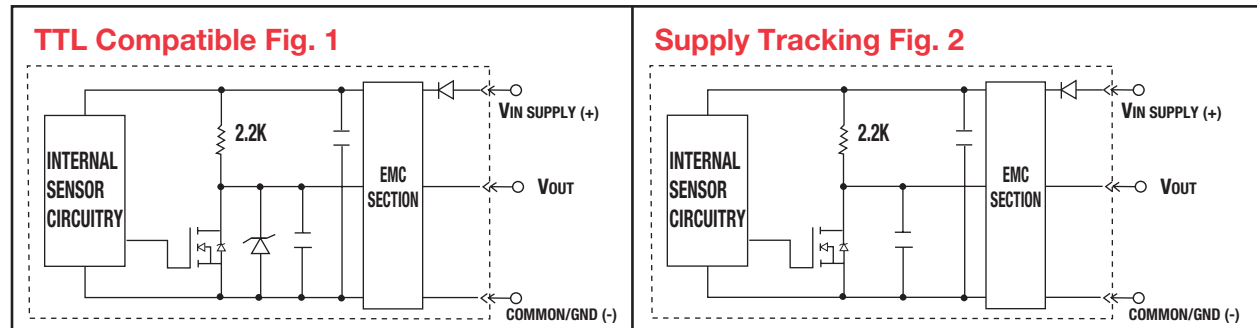 TTL Compatible Fig. 1
VIN SUPPLY (+)
2.2K
INTERNAL
SENSOR
CIRCUITRY
EMC
SECTION
VOUT
COMMON/GND (-)
Supply Tracking Fig. 2
VIN SUPPLY (+)
2.2K
INTERNAL
SENSOR
CIRCUITRY
EMC
SECTION
VOUT
COMMON/GND (-)